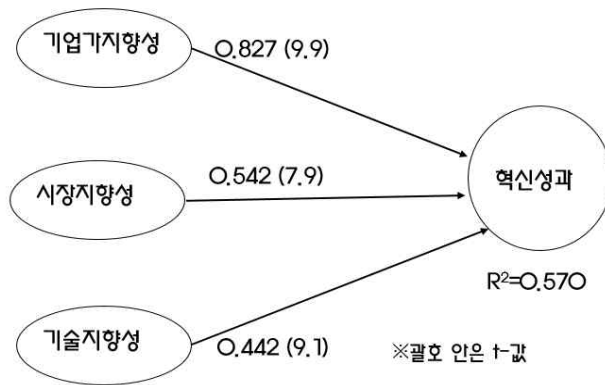 기업가지향성
0.827 (9.9)
시장지향성
0.542 (7.9)
혁신성과
R²=0.570
기술지향성
0.442 (9.1)
※괄호 안은 t-값